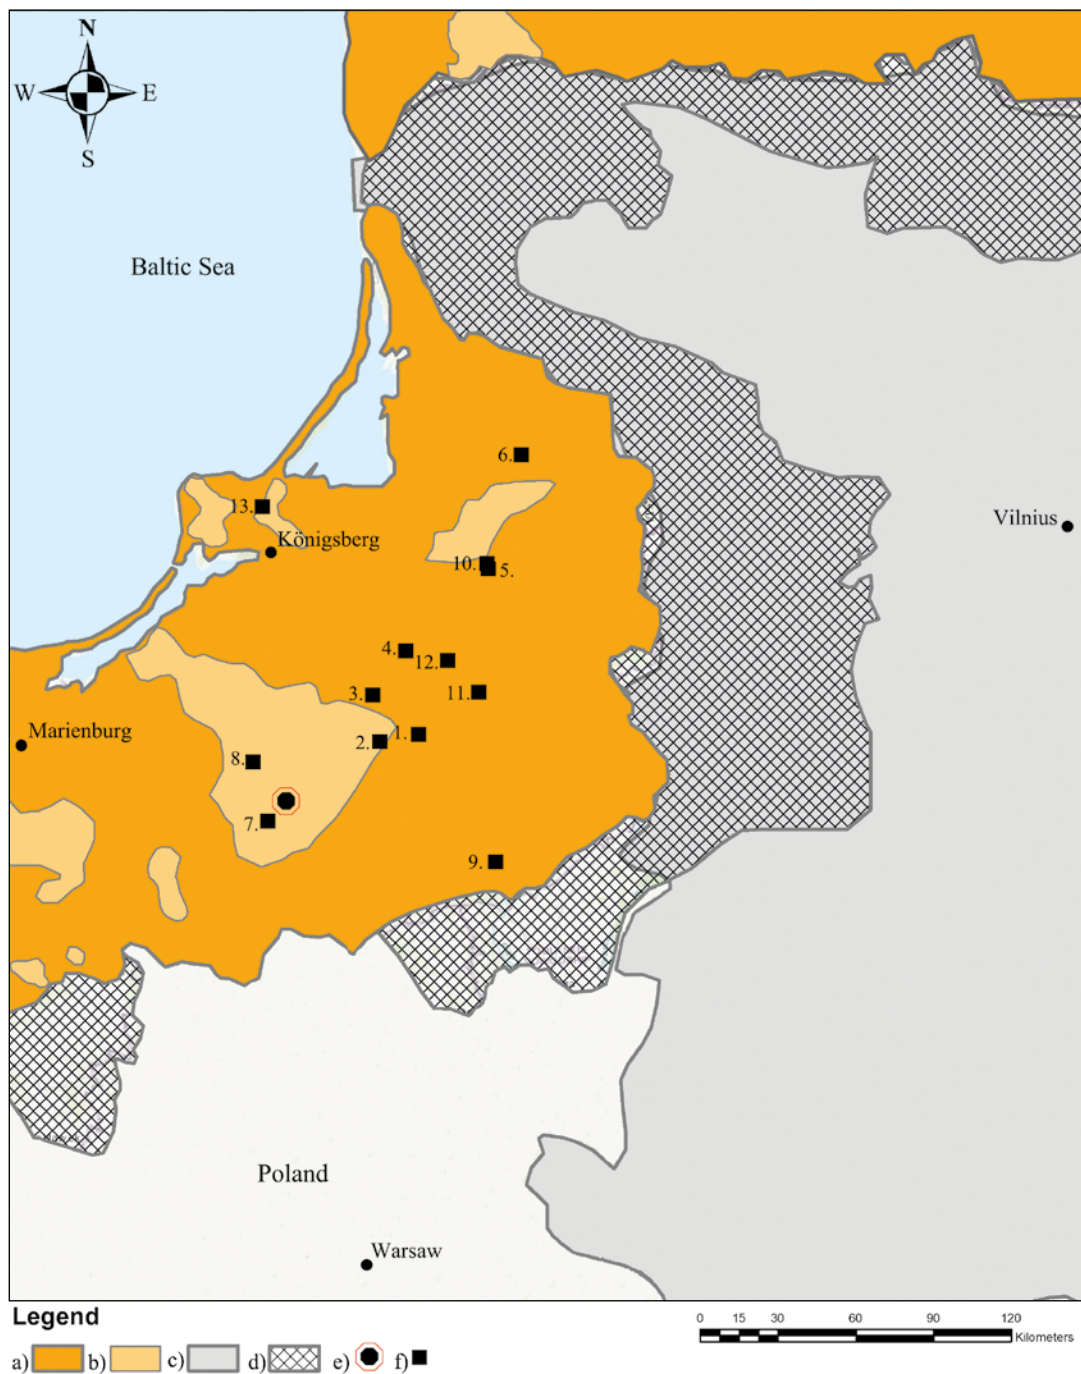 N
W E
S
Baltic Sea
6.
13.
Vilnius
Königsberg
10.
5.
4.
12.
3.
11.
Marienburg
1.
2.
8.
7.
9.
Poland
Warsaw
Legend
0 15 30 60 90 120
Kilometers
a) b) c) d) e) f)